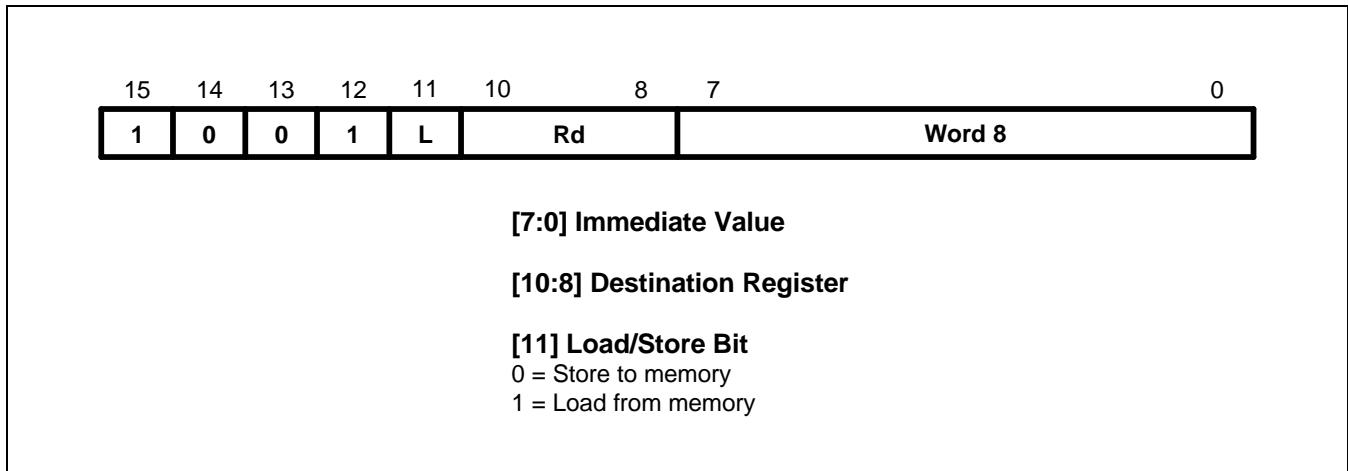 15 14 13 12 11 10 8 7 0
1 0 0 1 L Rd Word 8
[7:0] Immediate Value
[10:8] Destination Register
[11] Load/Store Bit
0 = Store to memory
1 = Load from memory